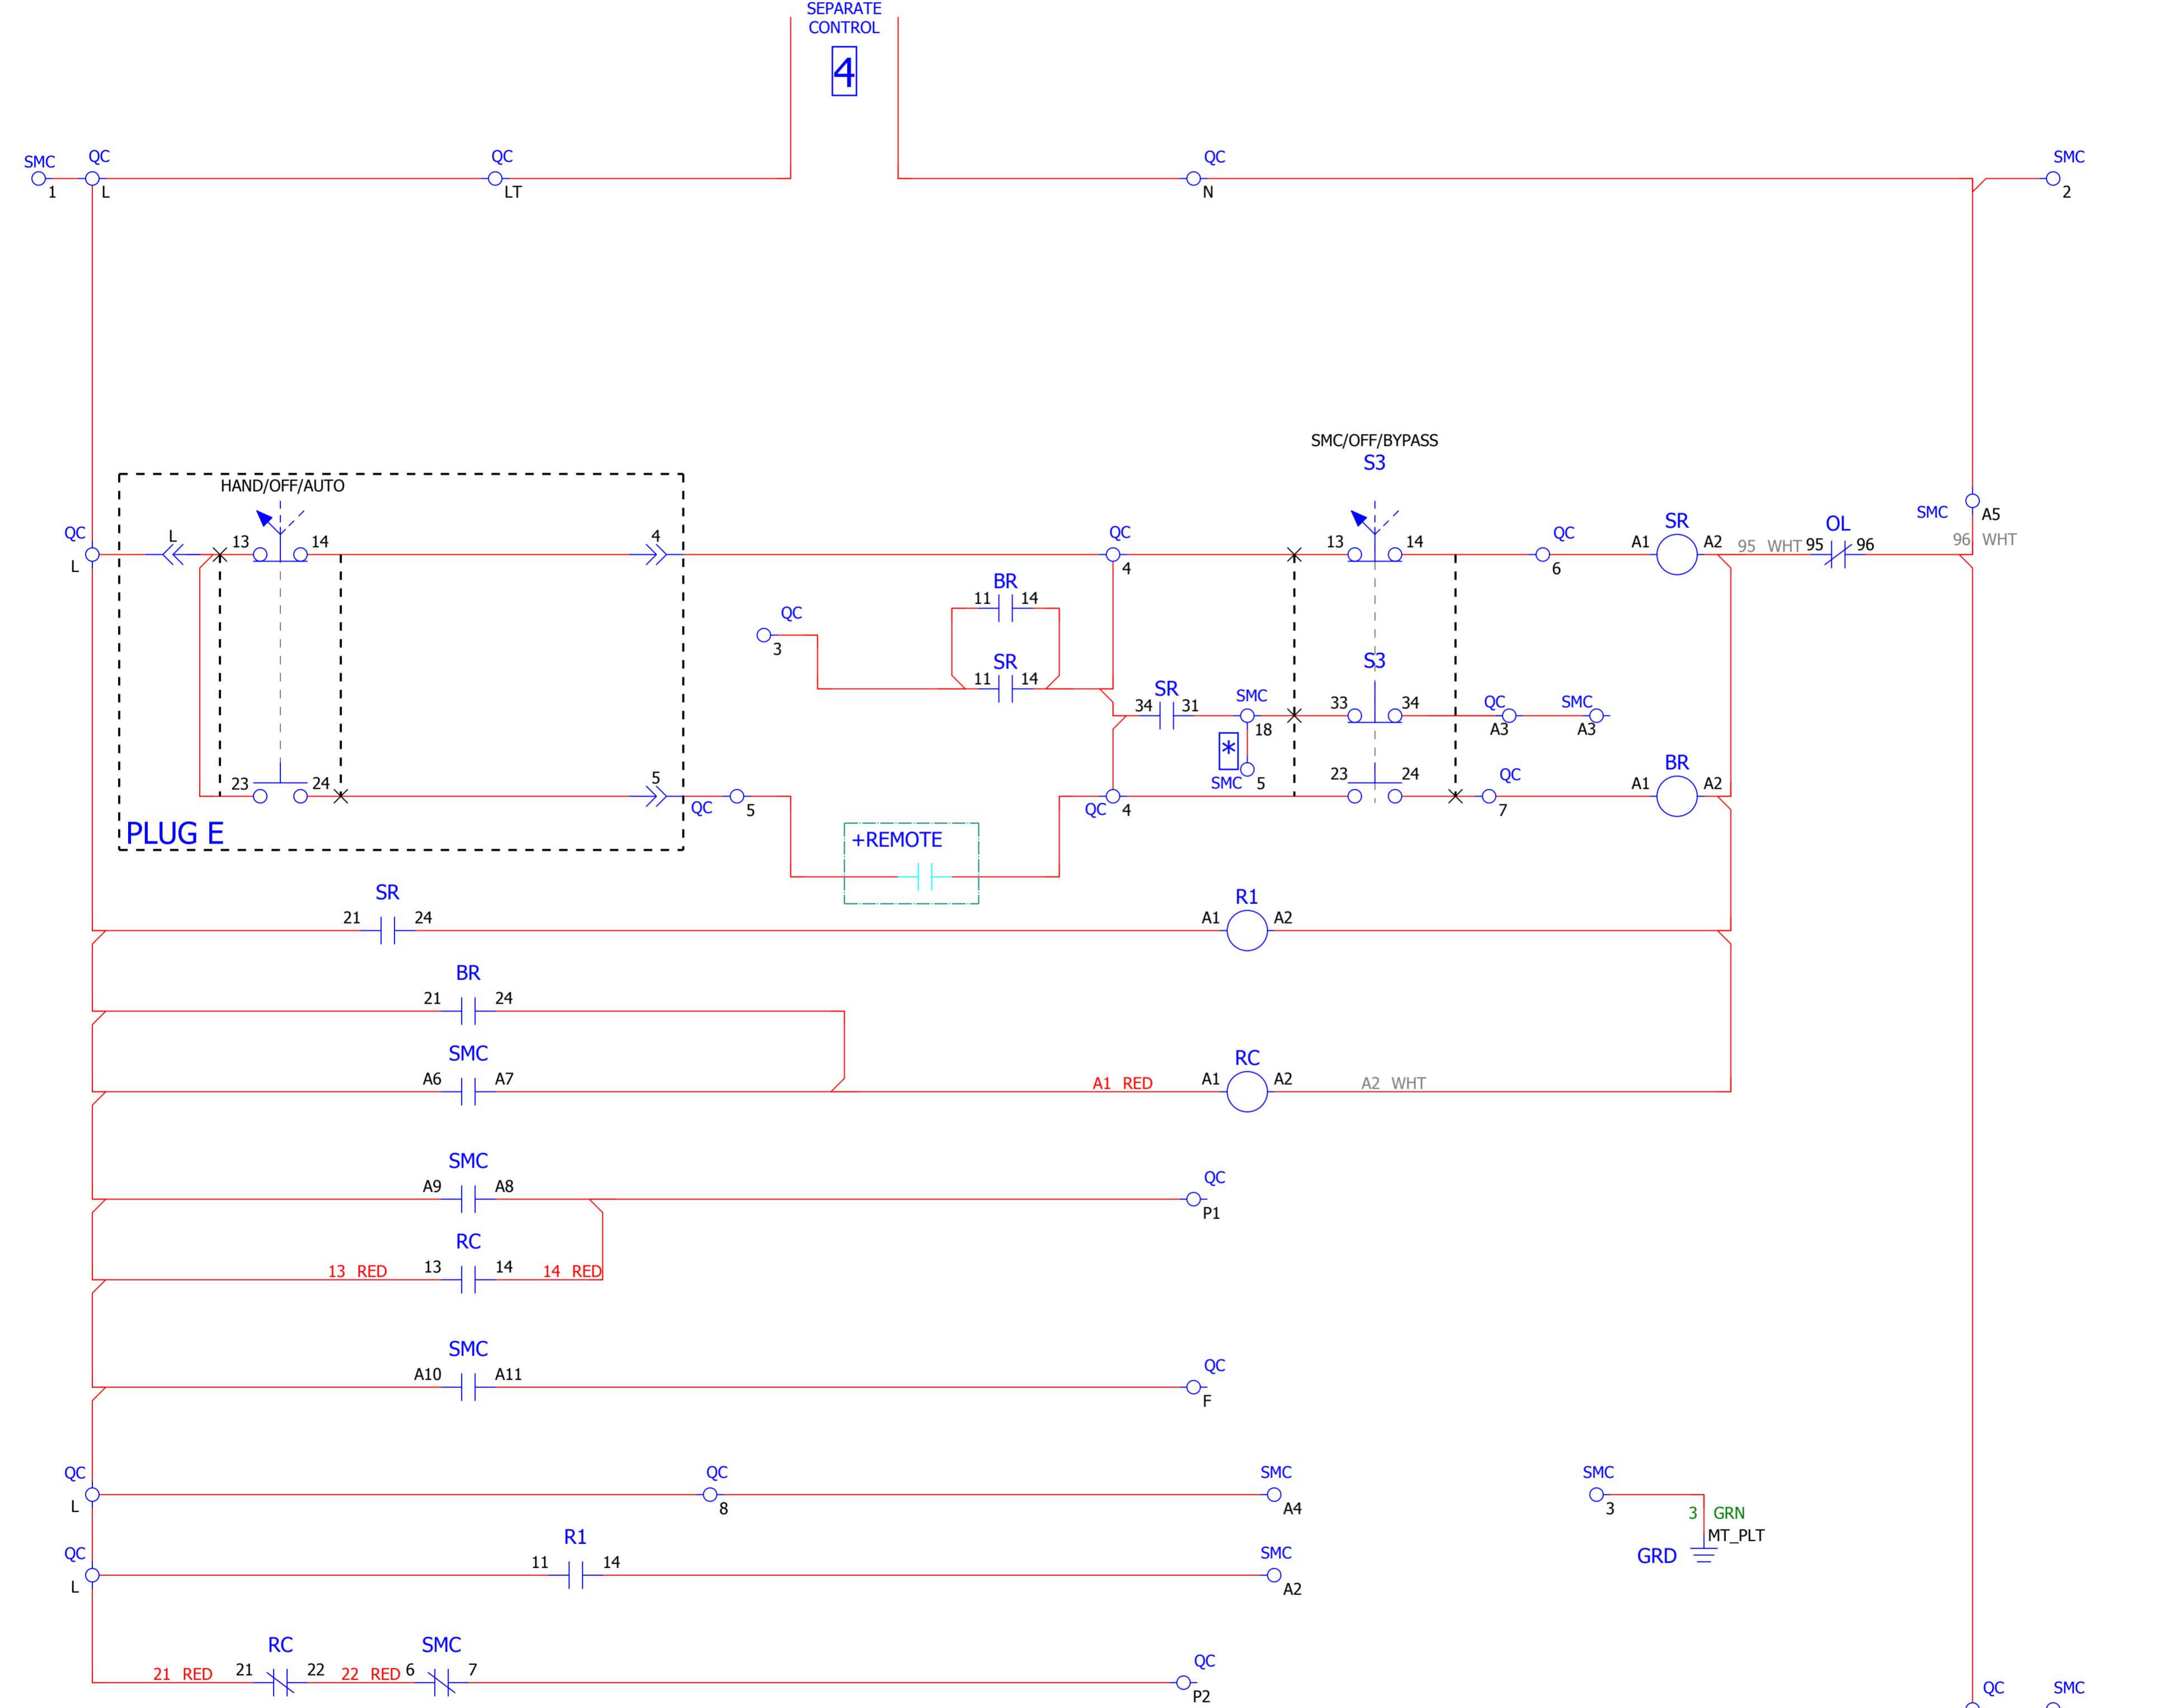 SEPARATE
CONTROL
4
SMC
QC
QC
QC
SMC
1
L
LT
N
2
SMC/OFF/BYPASS
S3
HAND/OFF/AUTO
QC
L
13
14
4
QC
13
14
QC
SR
OL
SMC
A5
L
4
6
A1
A2
95 WHT
95
96
96 WHT
BR
11
14
QC
3
SR
11
14
S3
SR
34
31
SMC
18
33
34
QC
A3
SMC
A3
*
SMC
5
23
24
5
QC
5
QC
4
23
24
QC
7
BR
A1
A2
PLUG E
+REMOTE
SR
21
24
R1
A1
A2
BR
21
24
SMC
A6
A7
A1 RED
RC
A1
A2
A2 WHT
SMC
A9
A8
QC
P1
RC
13 RED
13
14
14 RED
SMC
A10
A11
QC
F
QC
L
QC
8
SMC
A4
SMC
3
3 GRN
MT_PLT
GRD
QC
L
R1
11
14
SMC
A2
RC
21 RED
21
22
22 RED
SMC
6
7
QC
P2
QC
SMC